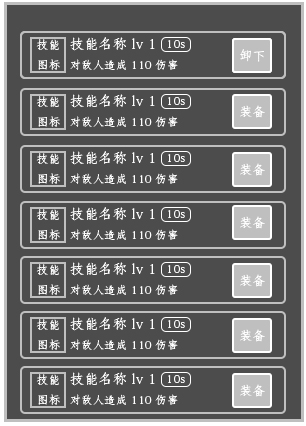 技能 技能名称 lv 1 10s
图标 对敌人造成 110 伤害
卸下
技能 技能名称 lv 1 10s
图标 对敌人造成 110 伤害
装备
技能 技能名称 lv 1 10s
图标 对敌人造成 110 伤害
装备
技能 技能名称 lv 1 10s
图标 对敌人造成 110 伤害
装备
技能 技能名称 lv 1 10s
图标 对敌人造成 110 伤害
装备
技能 技能名称 lv 1 10s
图标 对敌人造成 110 伤害
装备
技能 技能名称 lv 1 10s
图标 对敌人造成 110 伤害
装备